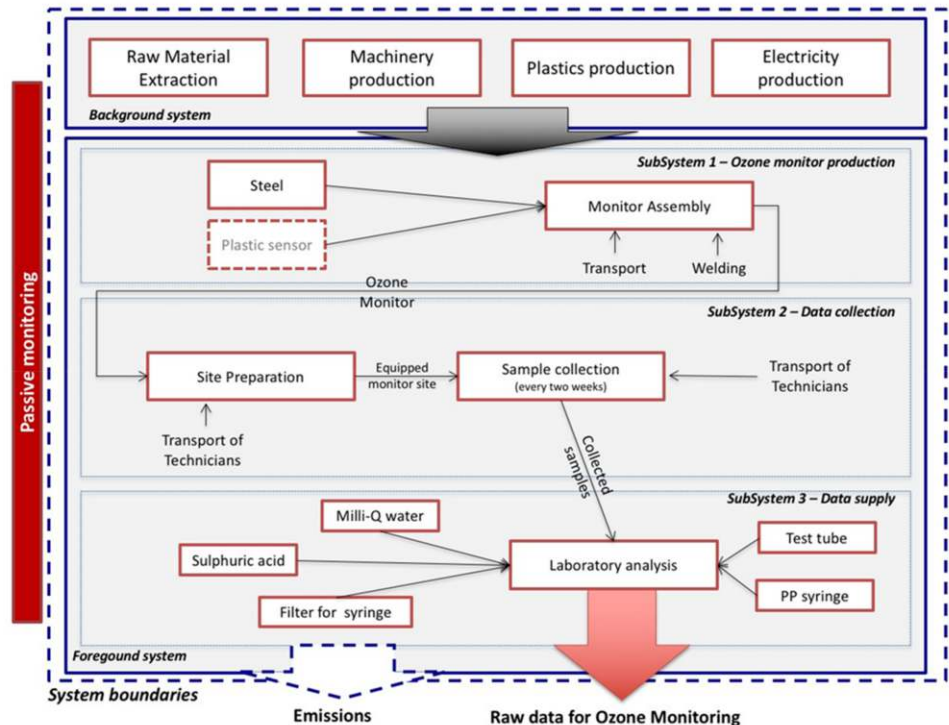 Passive monitoring
Raw Material
Extraction
Machinery
production
Plastics production
Electricity
production
Background system
SubSystem 1 – Ozone monitor production
Steel
Plastic sensor
Monitor Assembly
Transport
Welding
Ozone
Monitor
SubSystem 2 – Data collection
Site Preparation
Equipped
monitor site
Sample collection
(every two weeks)
Transport of
Technicians
Transport of
Technicians
Collected
samples
SubSystem 3 – Data supply
Milli-Q water
Sulphuric acid
Filter for syringe
Laboratory analysis
Test tube
PP syringe
Foregound system
System boundaries
Emissions
Raw data for Ozone Monitoring